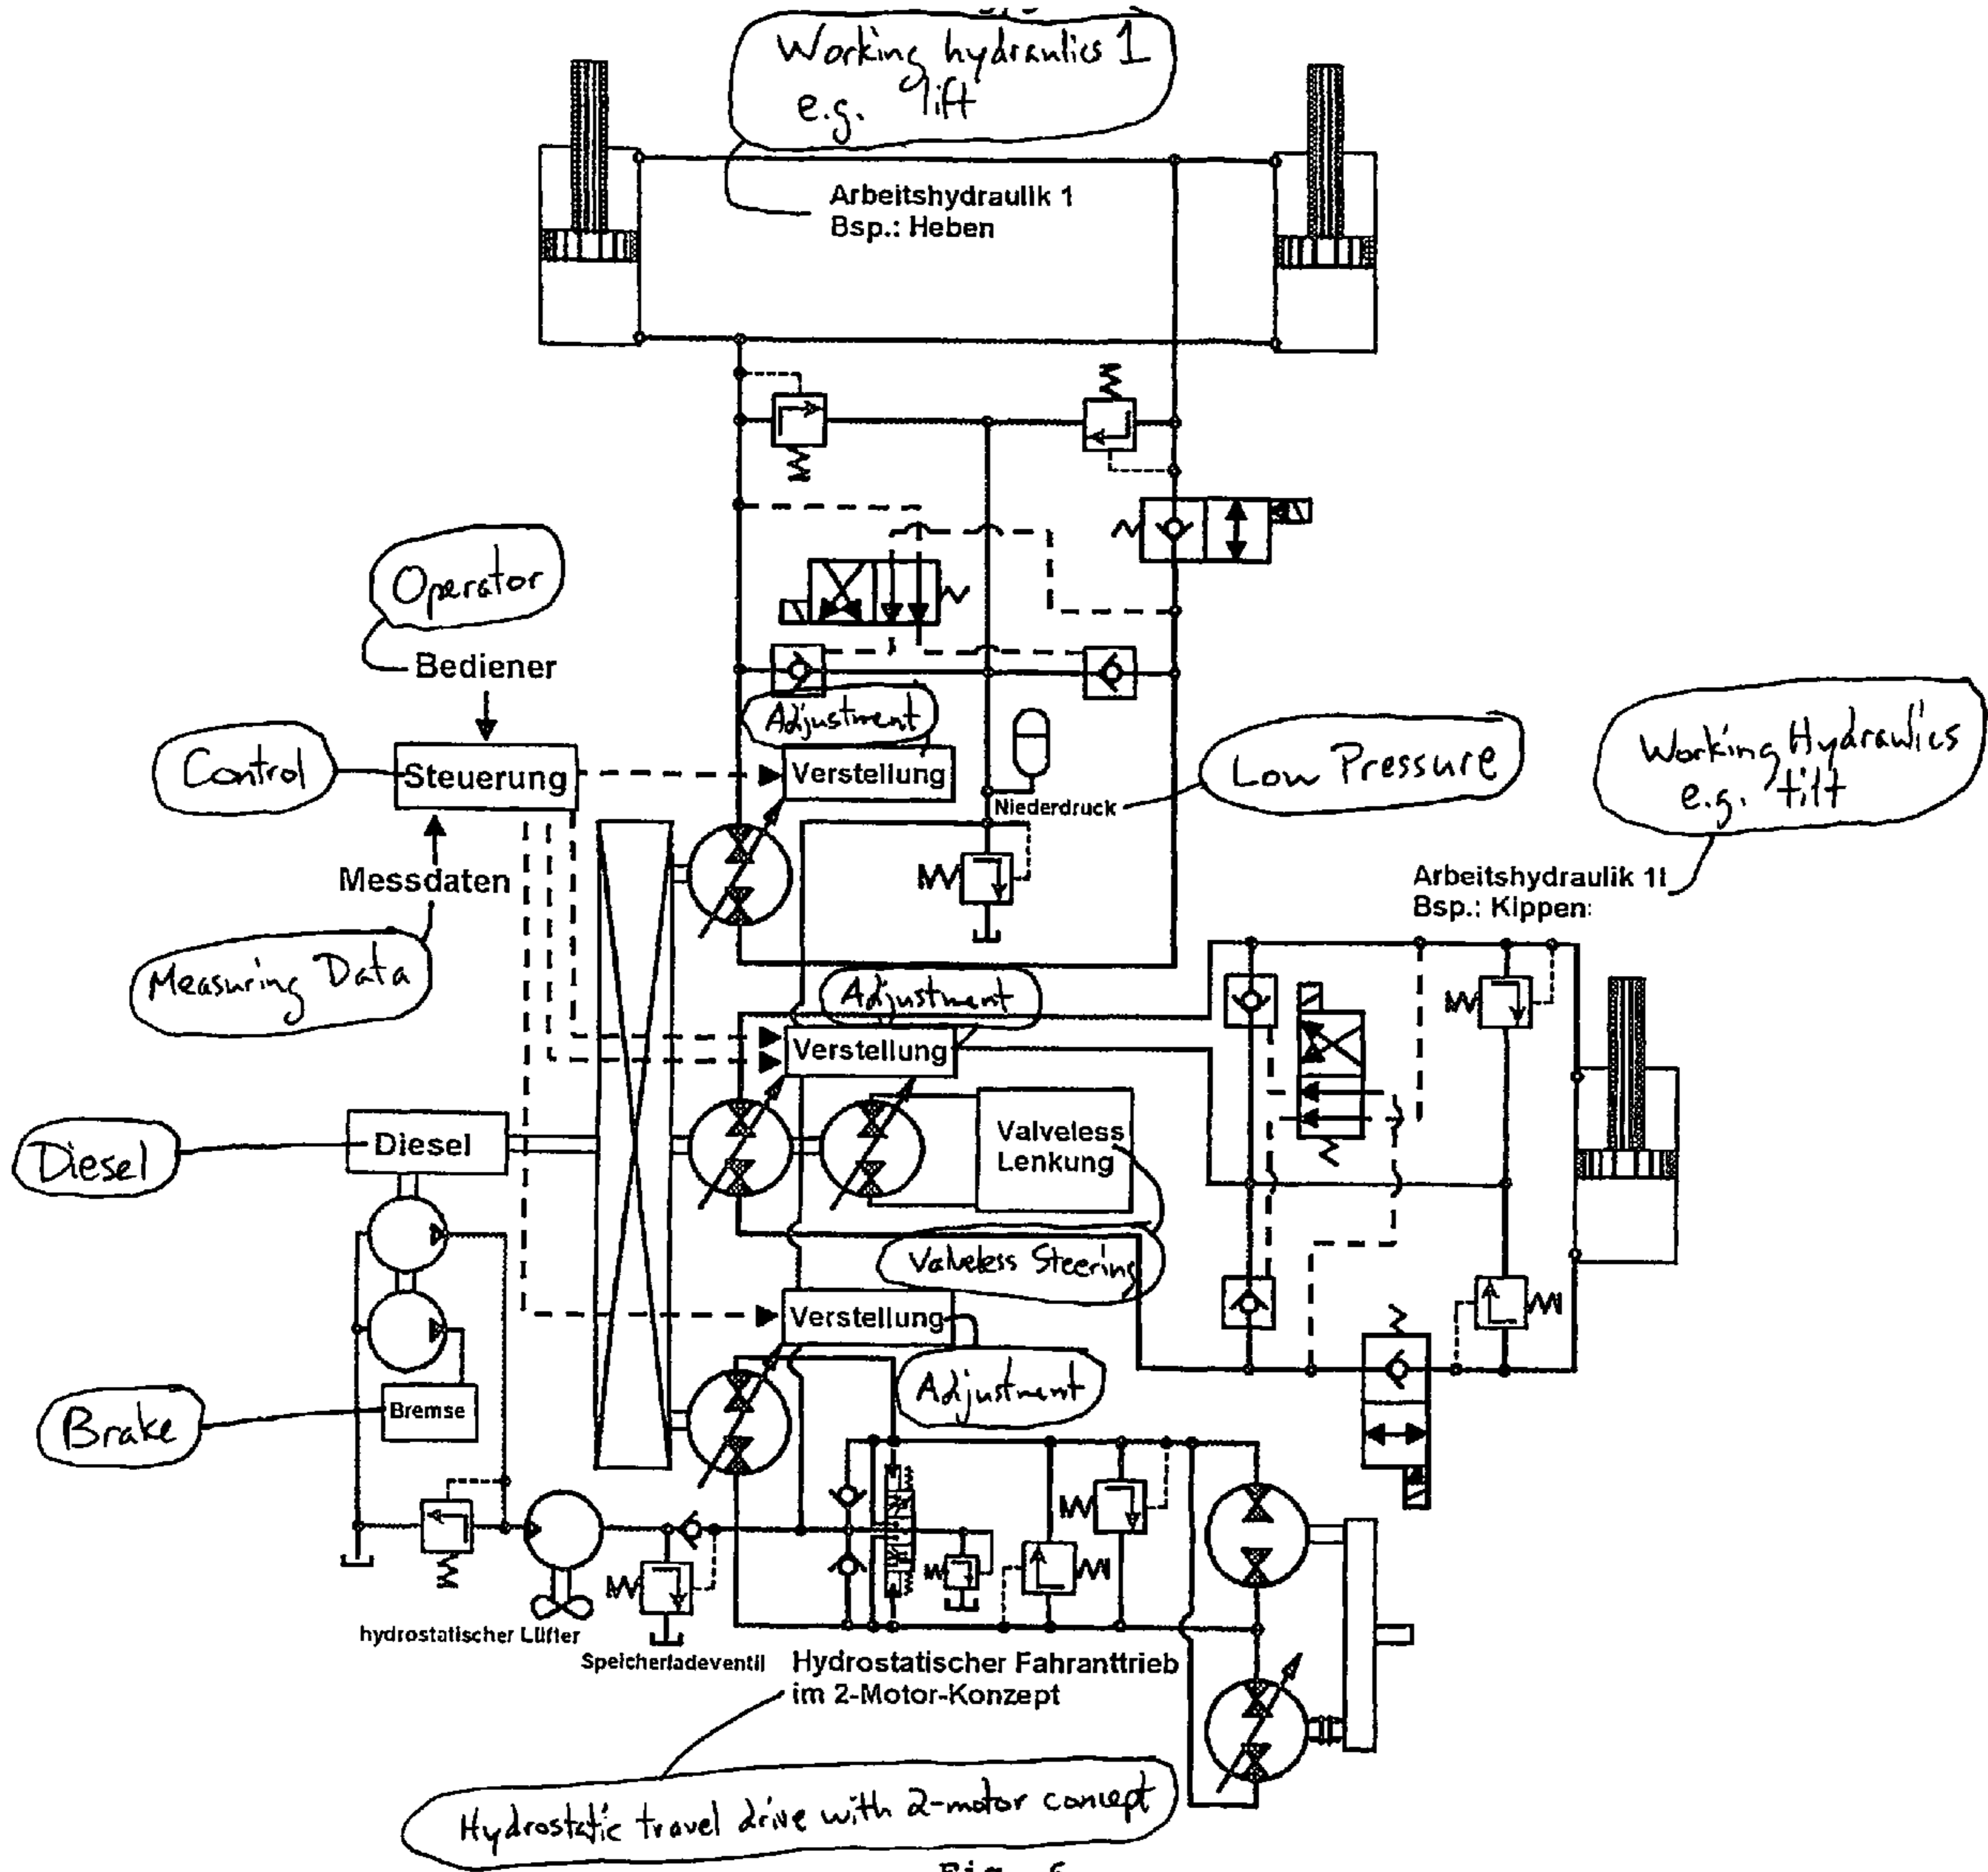 Working hydraulics 1
e.g. lift
Arbeitshydraulik 1
Bsp.: Heben
Operator
Bediener
Adjustment
Control
Steuerung
Verstellung
Low Pressure
Niederdruck
Working Hydraulics
e.g. tilt
Messdaten
Arbeitshydraulik 1I
Bsp.: Kippen:
Measuring Data
Adjustment
Verstellung
Diesel
Diesel
Valveless
Lenkung
Valveless Steering
Verstellung
Adjustment
Brake
Bremse
hydrostatischer Lüfter
Speicherladeventil
Hydrostatischer Fahranttrieb
im 2-Motor-Konzept
Hydrostatic travel drive with 2-motor concept